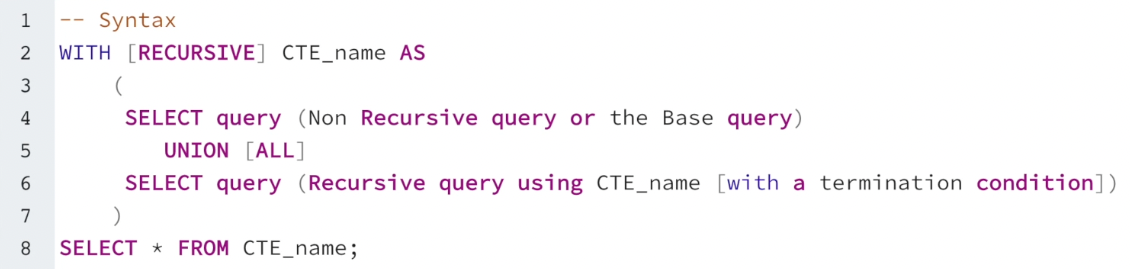 1 -- Syntax
2 WITH [RECURSIVE] CTE_name AS
3 (
4 SELECT query (Non Recursive query or the Base query)
5 UNION [ALL]
6 SELECT query (Recursive query using CTE_name [with a termination condition])
7 )
8 SELECT * FROM CTE_name;